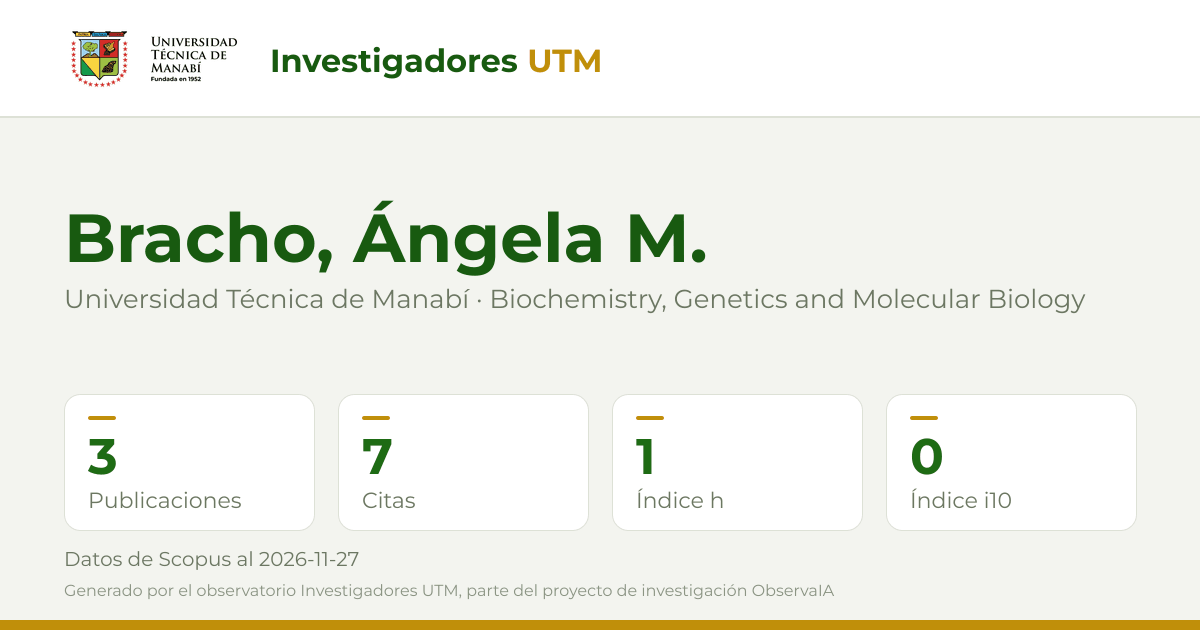 UNIVERSIDAD
TÉCNICA DE
MANABÍ
Fundada en 1952
Investigadores UTM
Bracho, Ángela M.
Universidad Técnica de Manabí · Biochemistry, Genetics and Molecular Biology
3
Publicaciones
7
Citas
1
Índice h
0
Índice i10
Datos de Scopus al 2026-11-27
Generado por el observatorio Investigadores UTM, parte del proyecto de investigación ObservaIA